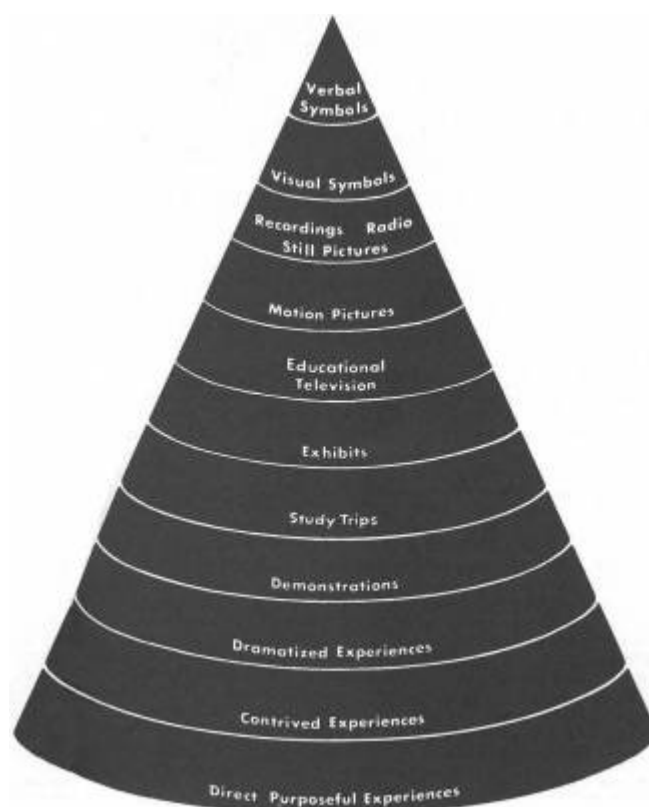 Verbal
Symbols
Visual Symbols
Recordings Radio
Still Pictures
Motion Pictures
Educational
Television
Exhibits
Study Trips
Demonstrations
Dramatized Experiences
Contrived Experiences
Direct Purposeful Experiences